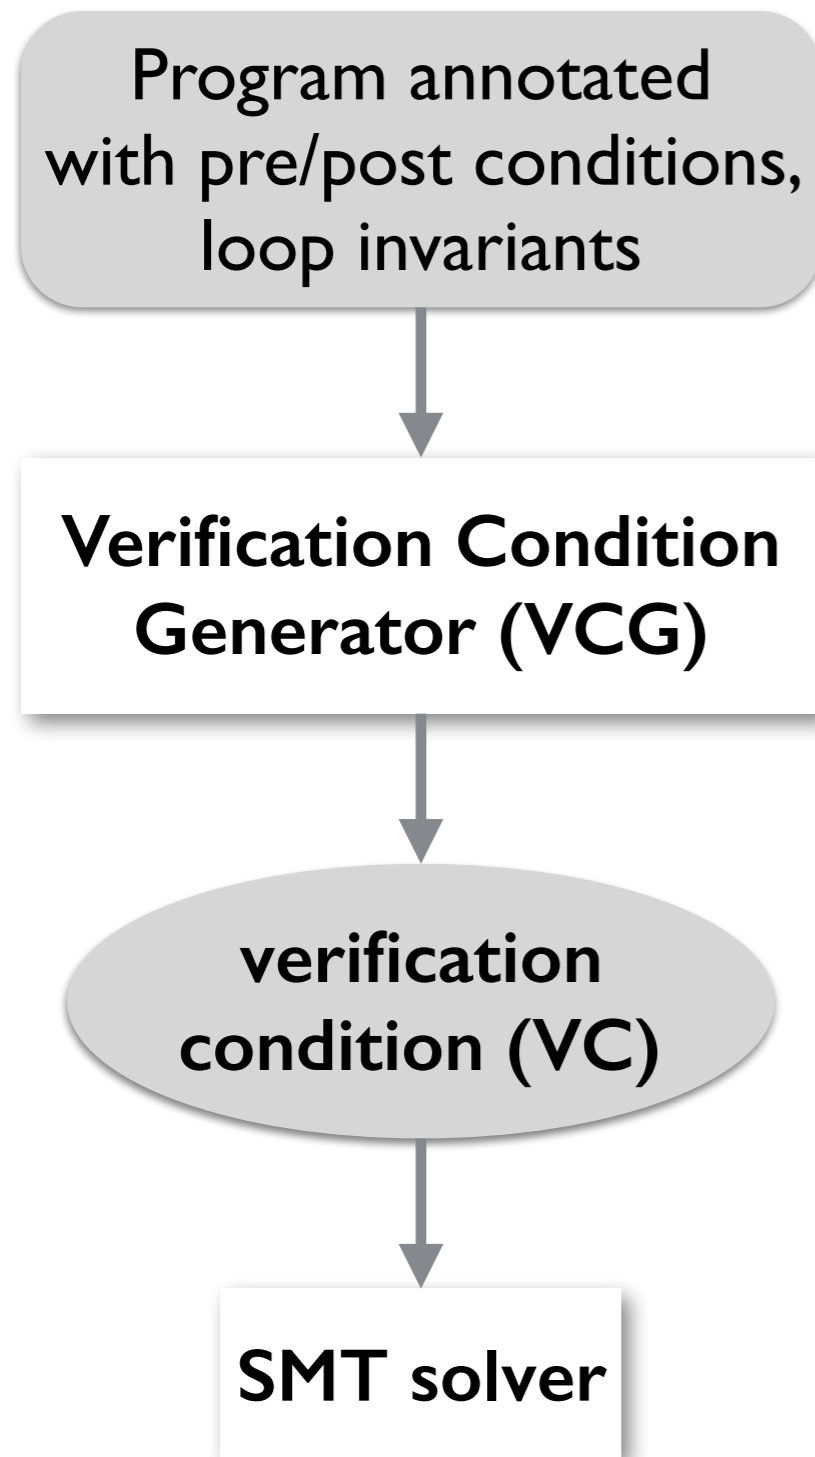 Program annotated
with pre/post conditions,
loop invariants
Verification Condition
Generator (VCG)
verification
condition (VC)
SMT solver